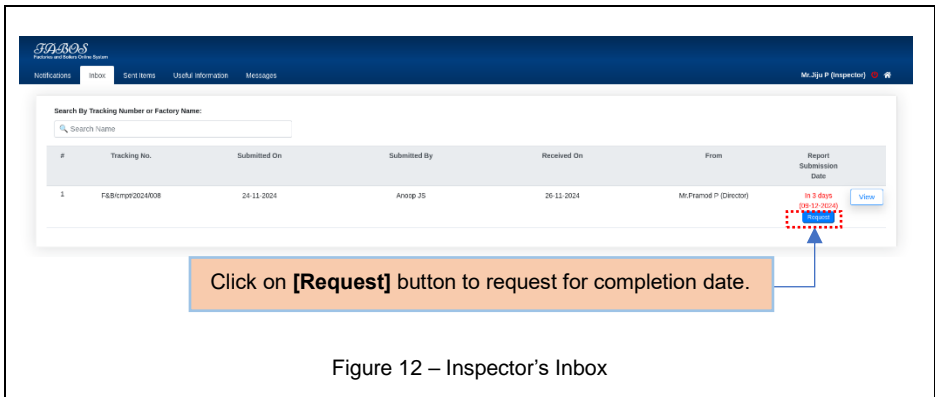 FABOS
Factories and Boilers Online System
Notifications Inbox Sent Items Useful Information Messages Mr.Jiju P (Inspector)
Search By Tracking Number or Factory Name:
Search Name
# Tracking No. Submitted On Submitted By Received On From Report Submission Date
1 F&B/cmpt/2024/008 24-11-2024 Anoop JS 26-11-2024 Mr.Pramod P (Director) In 3 days View
(09-12-2024)
Request
Click on [Request] button to request for completion date.
Figure 12 – Inspector's Inbox